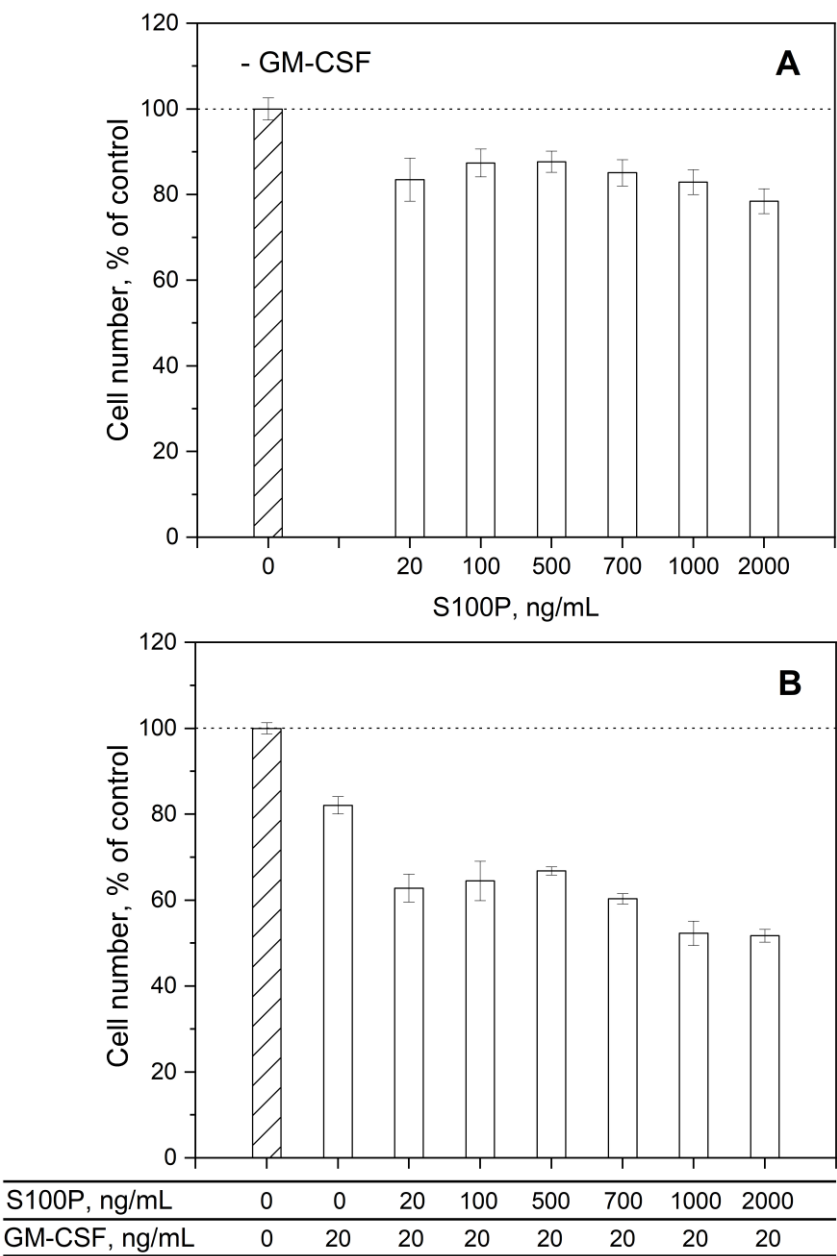 120
- GM-CSF
A
100
80
60
40
20
0
Cell number, % of control
0 20 100 500 700 1000 2000
S100P, ng/mL
120
B
100
80
60
40
20
0
Cell number, % of control
S100P, ng/mL 0 0 20 100 500 700 1000 2000
GM-CSF, ng/mL 0 20 20 20 20 20 20 20